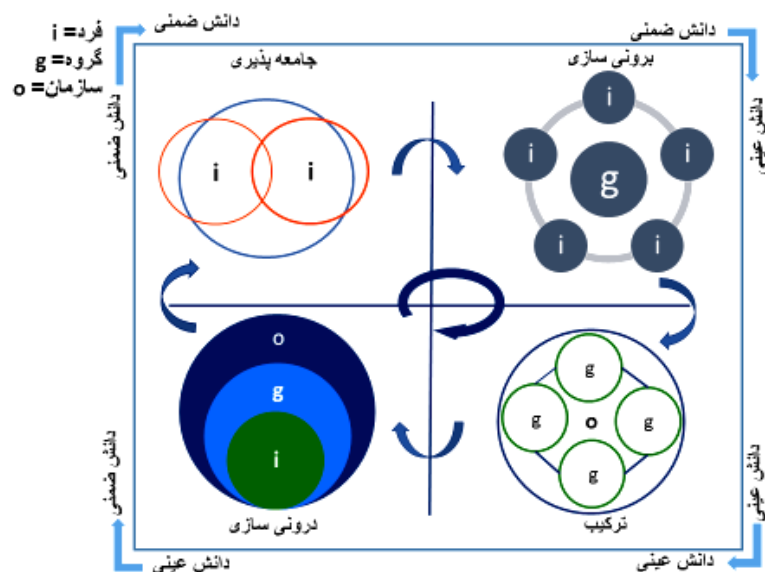 i =فرد
g =گروه
o =سازمان
دانش ضمنی
دانش ضمنی
دانش ضمنی
دانش عینی
جامعه پذیری
برونی سازی
i
i
i
i
i
i
i
g
o
g
i
g
g
o
g
g
دانش ضمنی
دانش عینی
درونی سازی
ترکیب
دانش عینی
دانش عینی